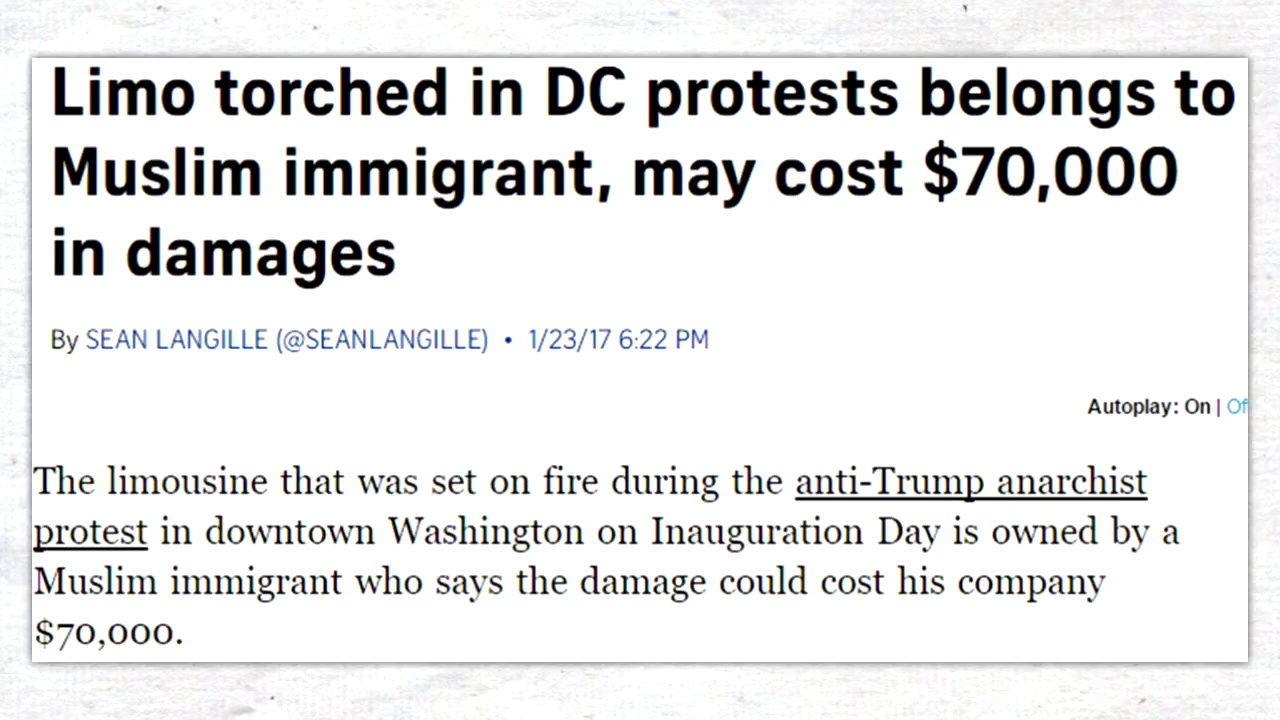 Limo torched in DC protests belongs to
Muslim immigrant, may cost $70,000
in damages
By SEAN LANGILLE (@SEANLANGILLE) • 1/23/17 6:22 PM
Autoplay: On | Of
The limousine that was set on fire during the anti-Trump anarchist
protest in downtown Washington on Inauguration Day is owned by a
Muslim immigrant who says the damage could cost his company
$70,000.